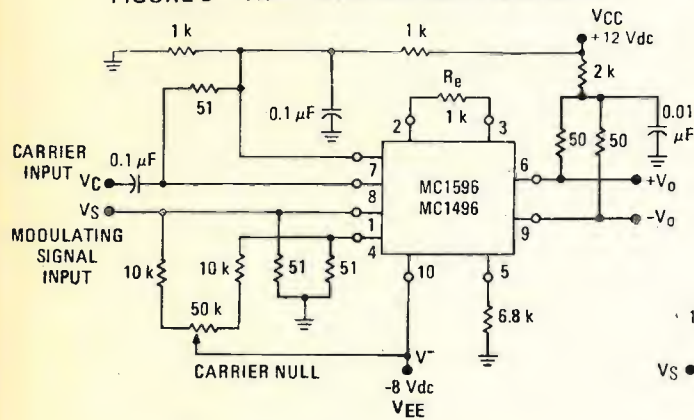 1 k
1 k
VCC
+12 Vdc
2 k
Re
1 k
51
0.1 µF
2
3
0.01
µF
50
50
CARRIER
INPUT
0.1 µF
VC
7
6
+Vo
MC1596
MC1496
8
VS
−Vo
9
MODULATING
SIGNAL
INPUT
1
4
10
5
10 k
10 k
51
51
50 k
6.8 k
V−
CARRIER NULL
-8 Vdc
VEE
VS